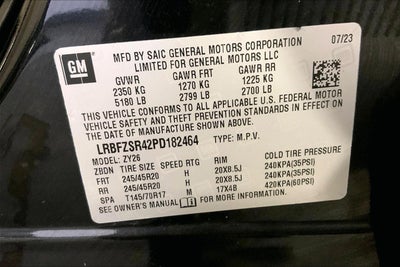 GM
MFD BY SAIC GENERAL MOTORS CORPORATION 07/23
LIMITED FOR GENERAL MOTORS LLC
GVWR GAWR FRT GAWR RR
2350 KG 1270 KG 1225 KG
5180 LB 2799 LB 2700 LB
THIS VEHICLE CONFORMS TO ALL APPLICABLE U.S. FEDERAL MOTOR
VEHICLE SAFETY AND THEFT PREVENTION STANDARDS IN EFFECT ON
THE DATE OF MANUFACTURE SHOWN ABOVE.
LRBFZSR42PD182464 TYPE: M.P.V.
MODEL: ZY26
ZBDN TIRE SIZE SPEED RTG RIM COLD TIRE PRESSURE
FRT 245/45R20 H 20X8.5J 240KPA(35PSI)
RR 245/45R20 H 20X8.5J 240KPA(35PSI)
SPA T145/70R17 M 17X4B 420KPA(60PSI)
SEE OWNER'S MANUAL FOR MORE INFORMATION.